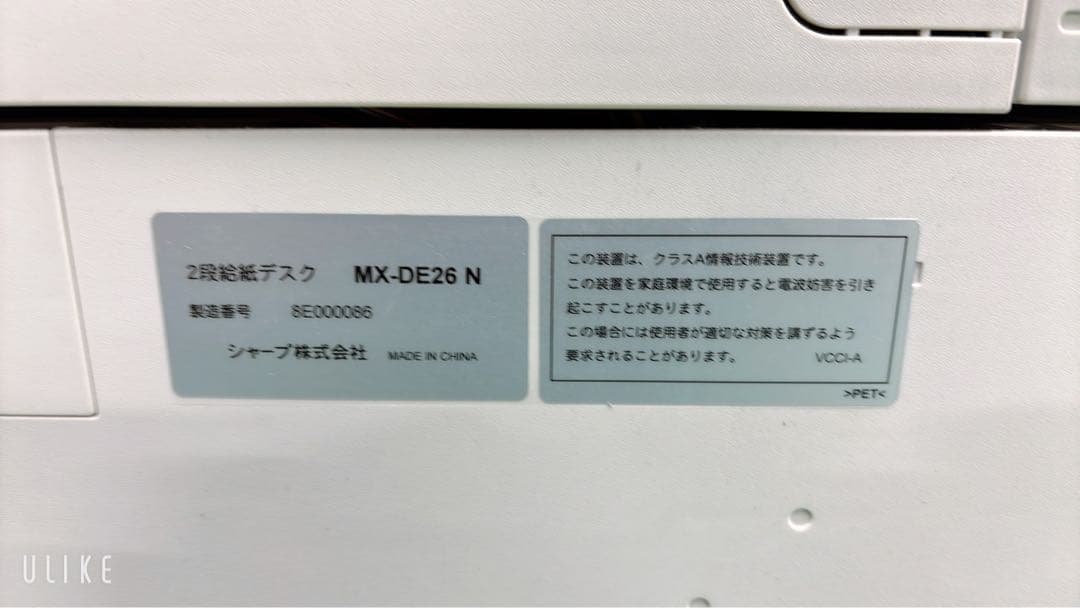 2段給紙デスク MX-DE26 N
製造番号 8E000086
シャープ株式会社 MADE IN CHINA
この装置は、クラスA情報技術装置です。
この装置を家庭環境で使用すると電波妨害を引き
起こすことがあります。
この場合には使用者が適切な対策を講ずるよう
要求されることがあります。 VCCI-A
>PET<
ULIKE